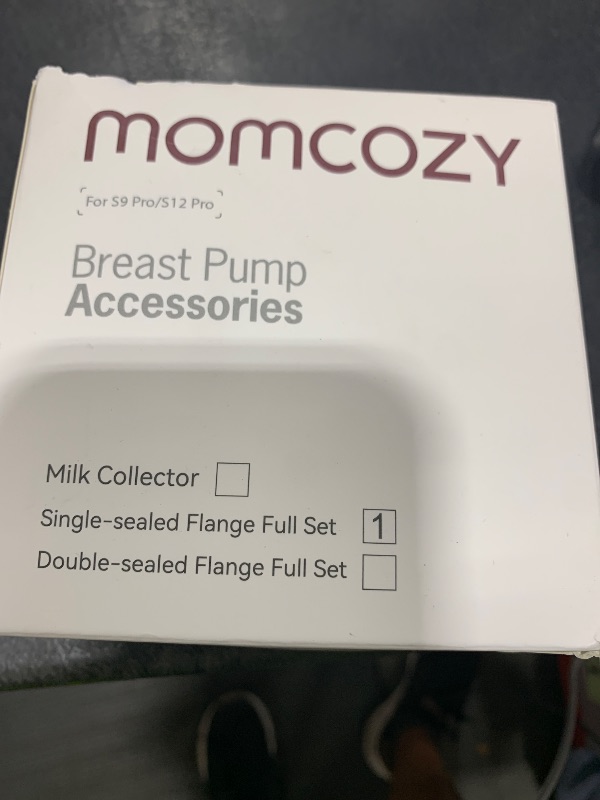 momcozy
For S9 Pro/S12 Pro
Breast Pump
Accessories
Milk Collector
Single-sealed Flange Full Set 1
Double-sealed Flange Full Set